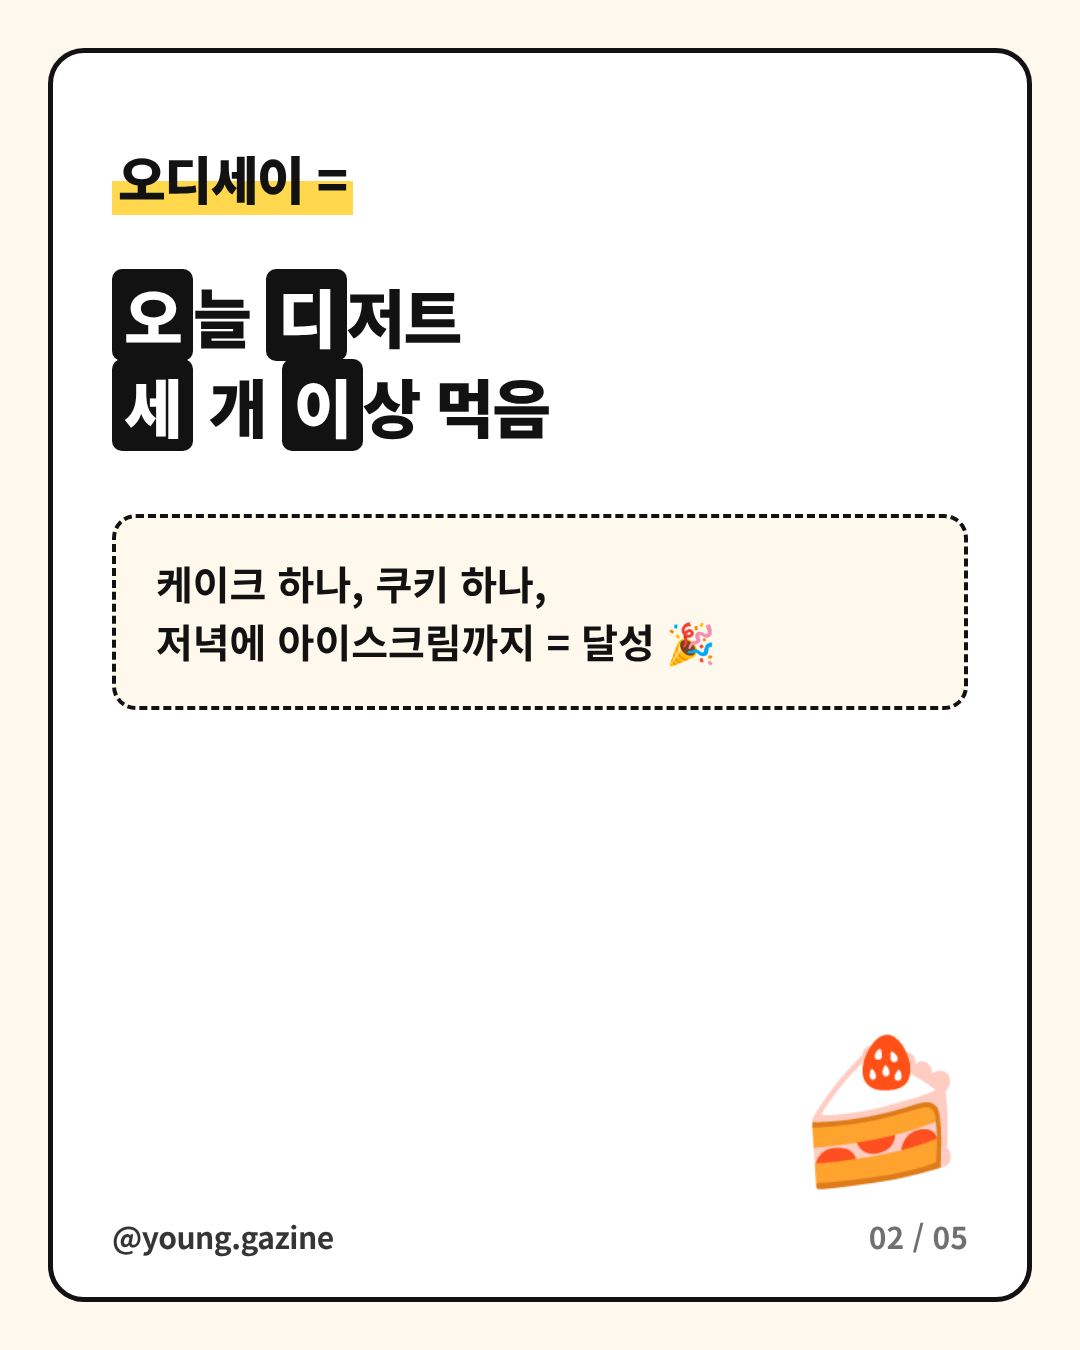 오디세이 =
오늘 디저트
세 개 이상 먹음
케이크 하나, 쿠키 하나,
저녁에 아이스크림까지 = 달성 🎉
@young.gazine
02 / 05